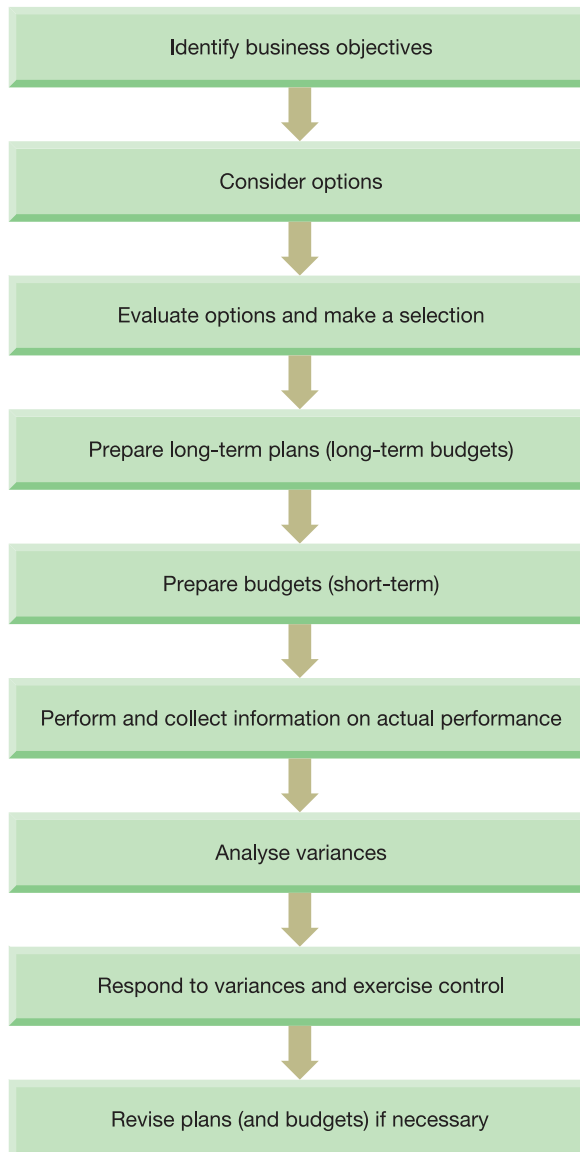 Identify business objectives
Consider options
Evaluate options and make a selection
Prepare long-term plans (long-term budgets)
Prepare budgets (short-term)
Perform and collect information on actual performance
Analyse variances
Respond to variances and exercise control
Revise plans (and budgets) if necessary